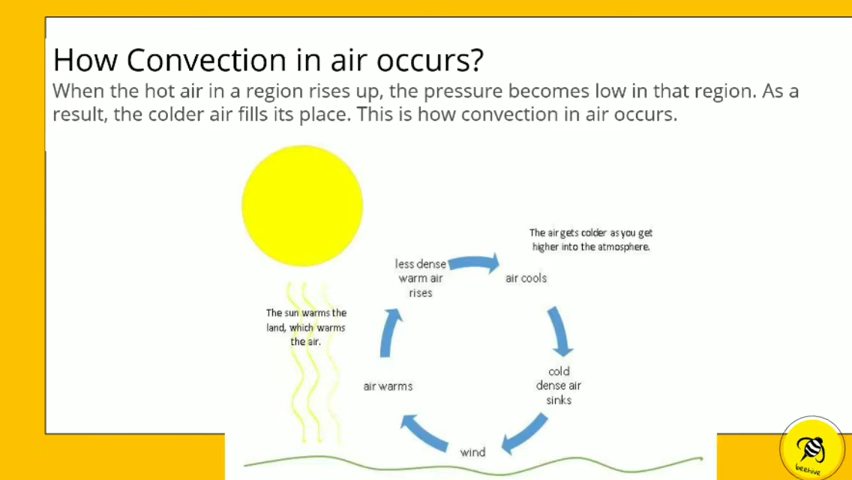 How Convection in air occurs?
When the hot air in a region rises up, the pressure becomes low in that region. As a
result, the colder air fills its place. This is how convection in air occurs.
The air gets colder as you get
higher into the atmosphere.
less dense
warm air
rises
air cools
The sun warms the
land, which warms
the air.
air warms
cold
dense air
sinks
wind
beehive